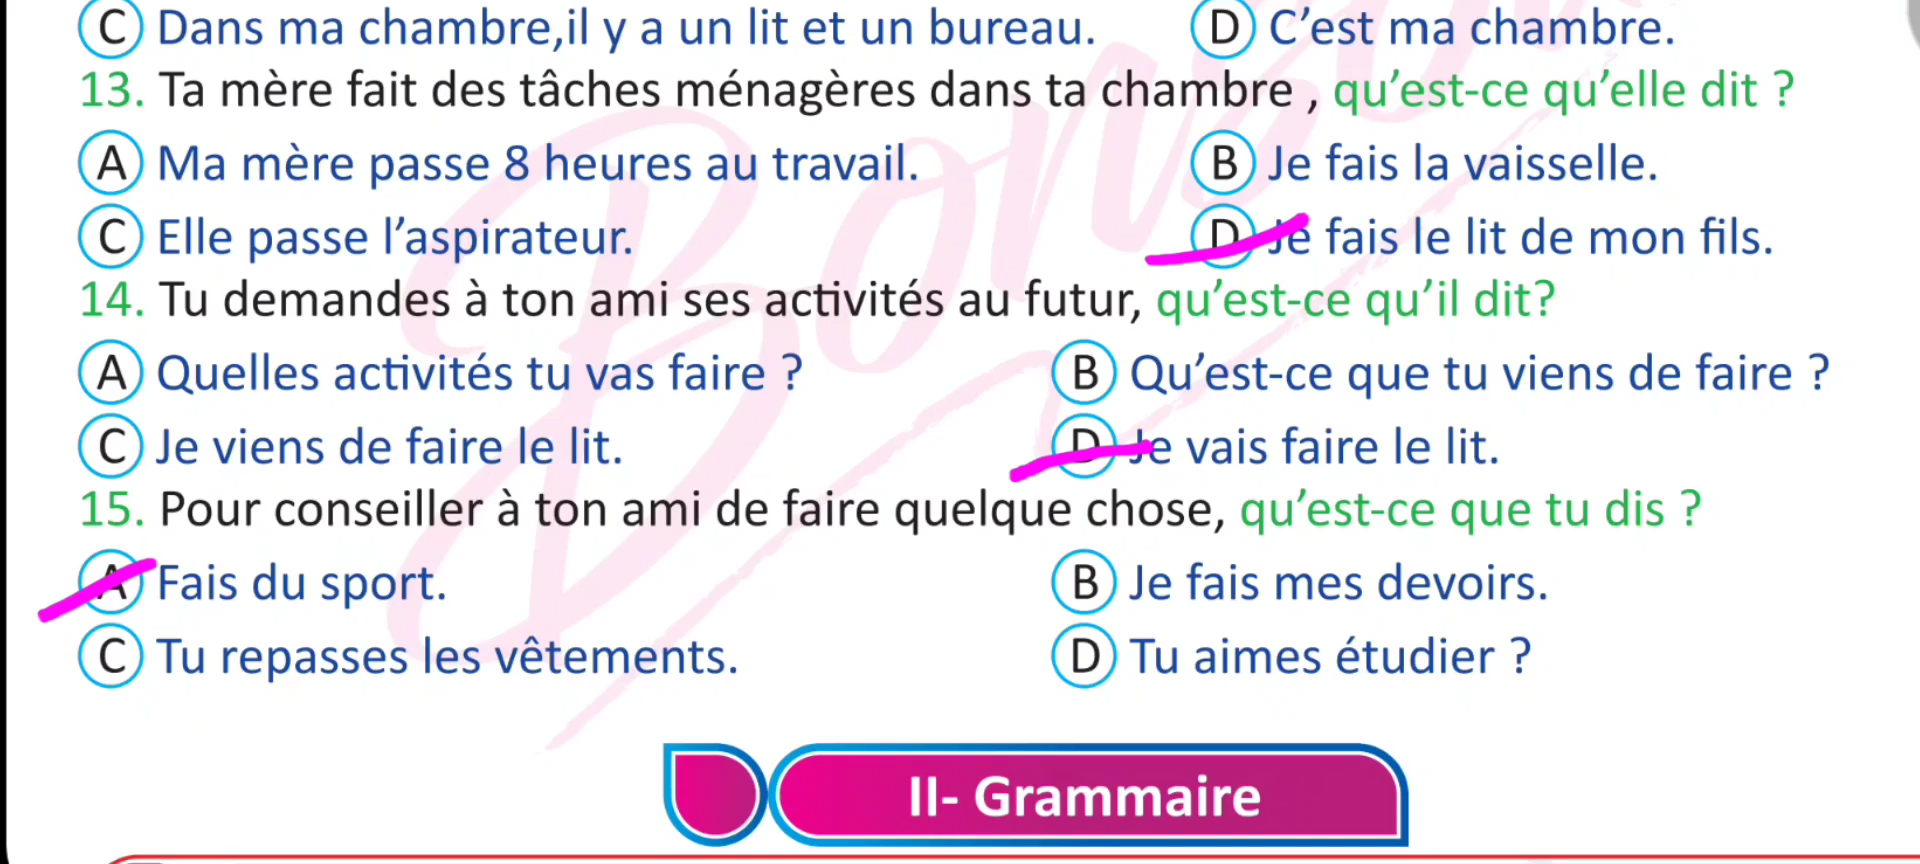 C Dans ma chambre,il y a un lit et un bureau. D C'est ma chambre.
13. Ta mère fait des tâches ménagères dans ta chambre , qu'est-ce qu'elle dit ?
A Ma mère passe 8 heures au travail. B Je fais la vaisselle.
C Elle passe l'aspirateur. D Je fais le lit de mon fils.
14. Tu demandes à ton ami ses activités au futur, qu'est-ce qu'il dit?
A Quelles activités tu vas faire ? B Qu'est-ce que tu viens de faire ?
C Je viens de faire le lit. D Je vais faire le lit.
15. Pour conseiller à ton ami de faire quelque chose, qu'est-ce que tu dis ?
A Fais du sport. B Je fais mes devoirs.
C Tu repasses les vêtements. D Tu aimes étudier ?
II- Grammaire